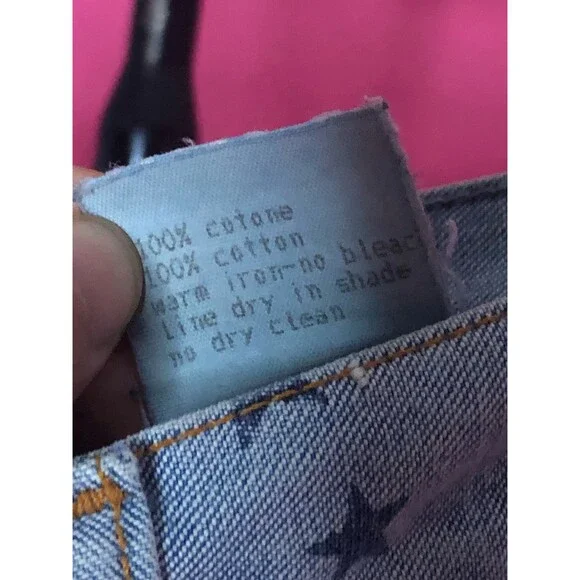 100% cotone
100% cotton
warm iron-no bleach
line dry in shade
no dry clean